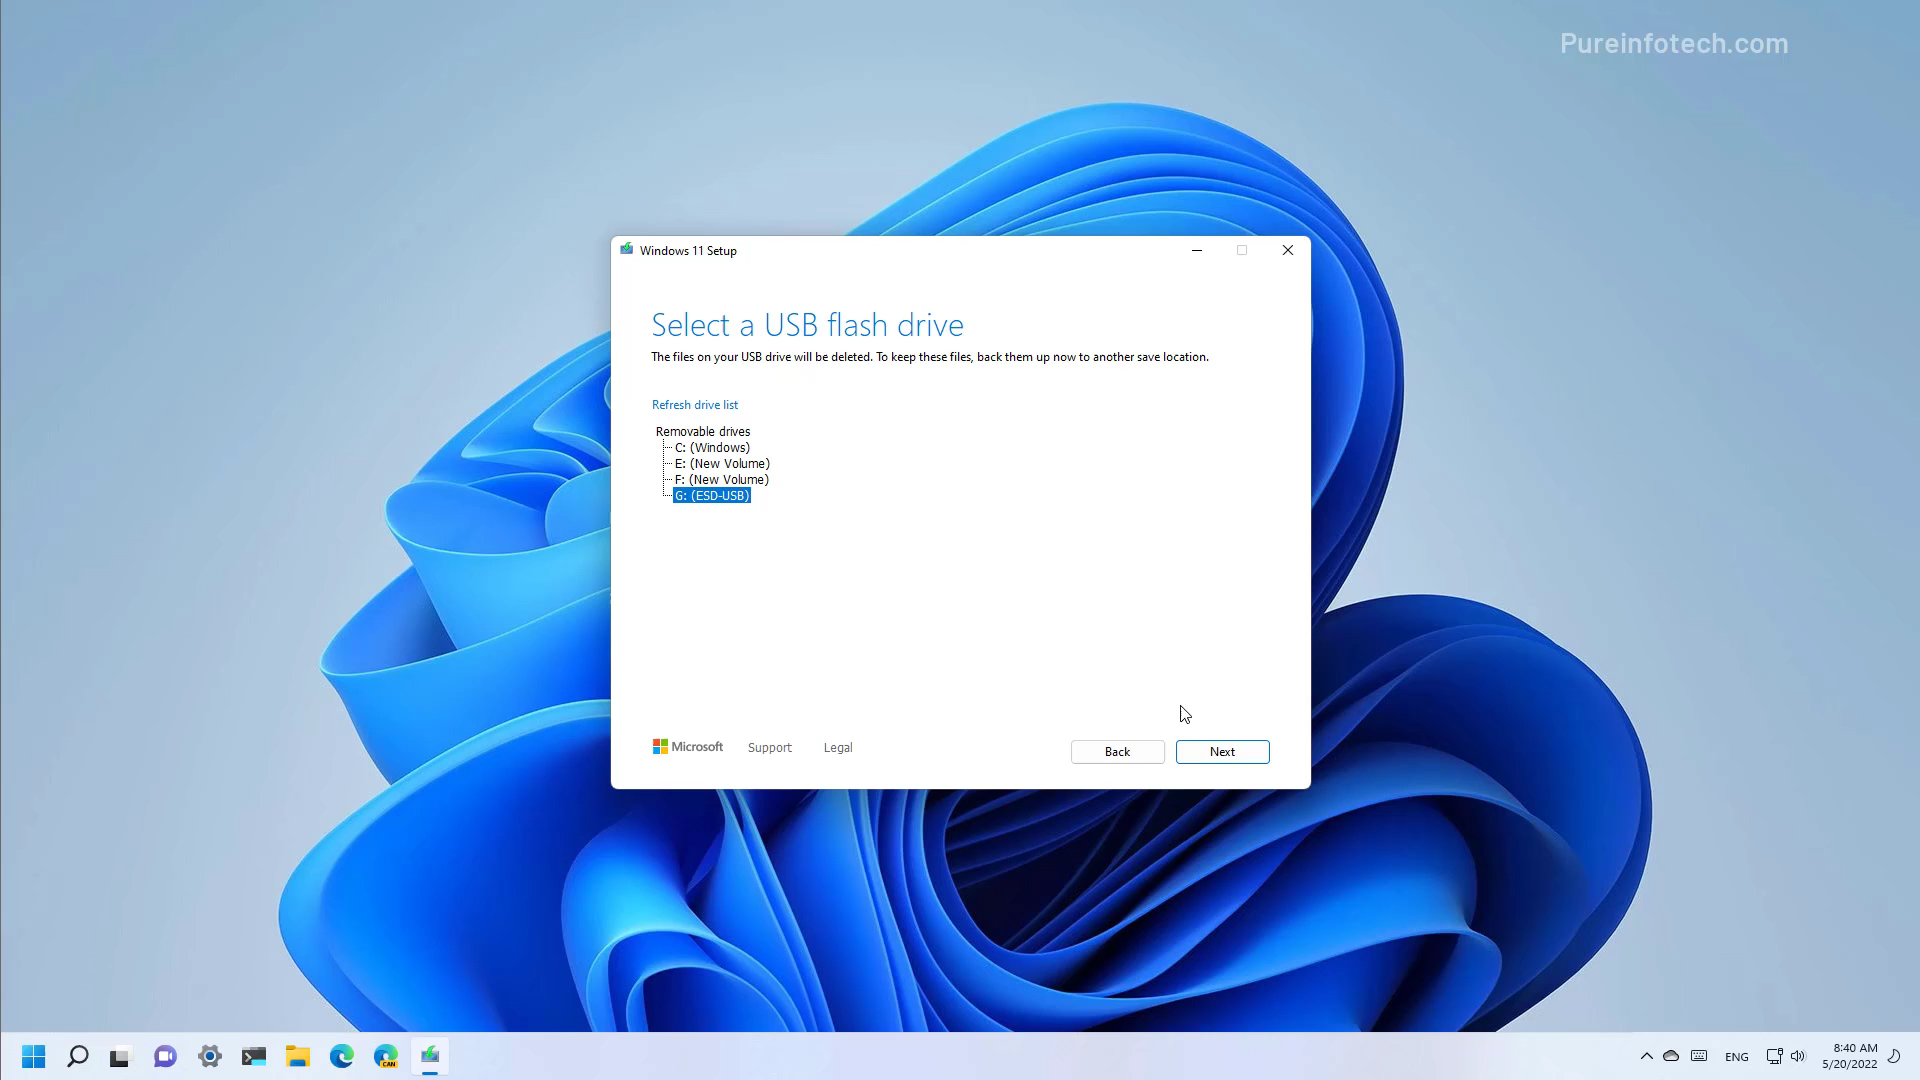 Pureinfotech.com
Windows 11 Setup
Select a USB flash drive
The files on your USB drive will be deleted. To keep these files, back them up now to another save location.
Refresh drive list
Removable drives
C: (Windows)
E: (New Volume)
F: (New Volume)
G: (ESD-USB)
Microsoft Support Legal Back Next
CAN
ENG
8:40 AM
5/20/2022